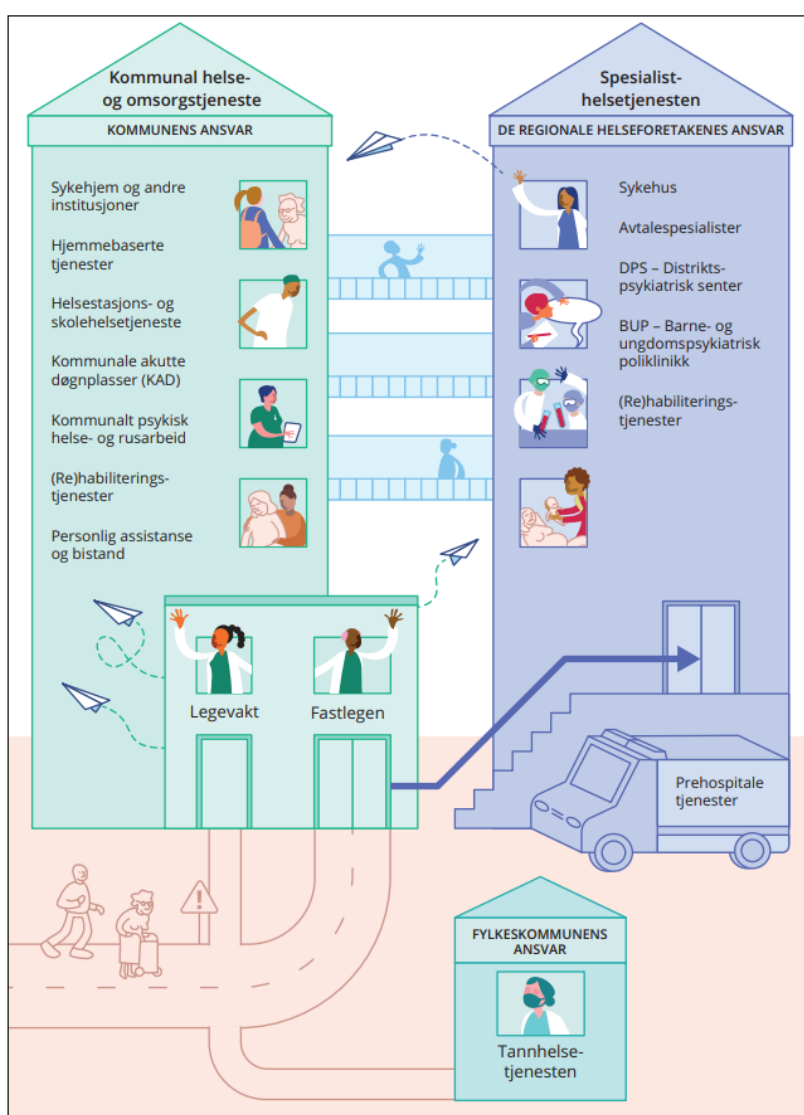 Kommunal helse-
og omsorgstjeneste
KOMMUNENS ANSVAR
Sykehjem og andre
institusjoner
Hjemmebaserte
tjenester
Helsestasjons- og
skolehelsetjeneste
Kommunale akutte
døgnplasser (KAD)
Kommunalt psykisk
helse- og rusarbeid
(Re)habiliterings-
tjenester
Personlig assistanse
og bistand
Legevakt
Fastlegen
Spesialist-
helsetjenesten
DE REGIONALE HELSEFORETAKENES ANSVAR
Sykehus
Avtalespesialister
DPS – Distrikts-
psykiatrisk senter
BUP – Barne- og
ungdomspsykiatrisk
poliklinikk
(Re)habiliterings-
tjenester
Prehospitale
tjenester
FYLKESKOMMUNENS
ANSVAR
Tannhelse-
tjenesten